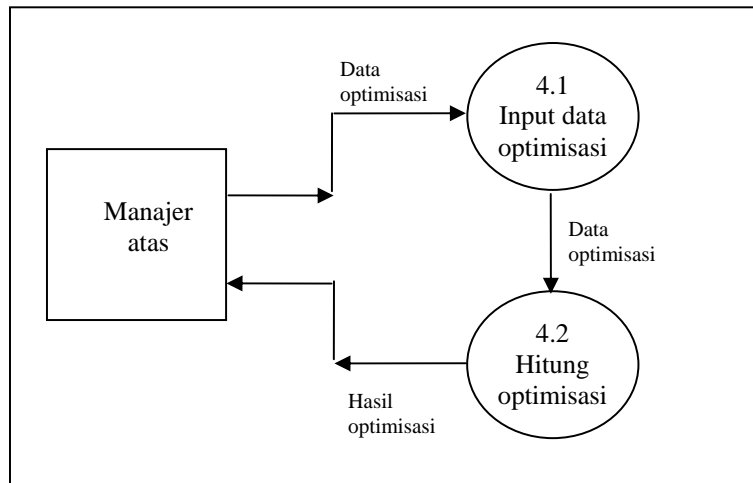 Data
optimisasi
4.1
Input data
optimisasi
Manajer
atas
Data
optimisasi
4.2
Hitung
optimisasi
Hasil
optimisasi